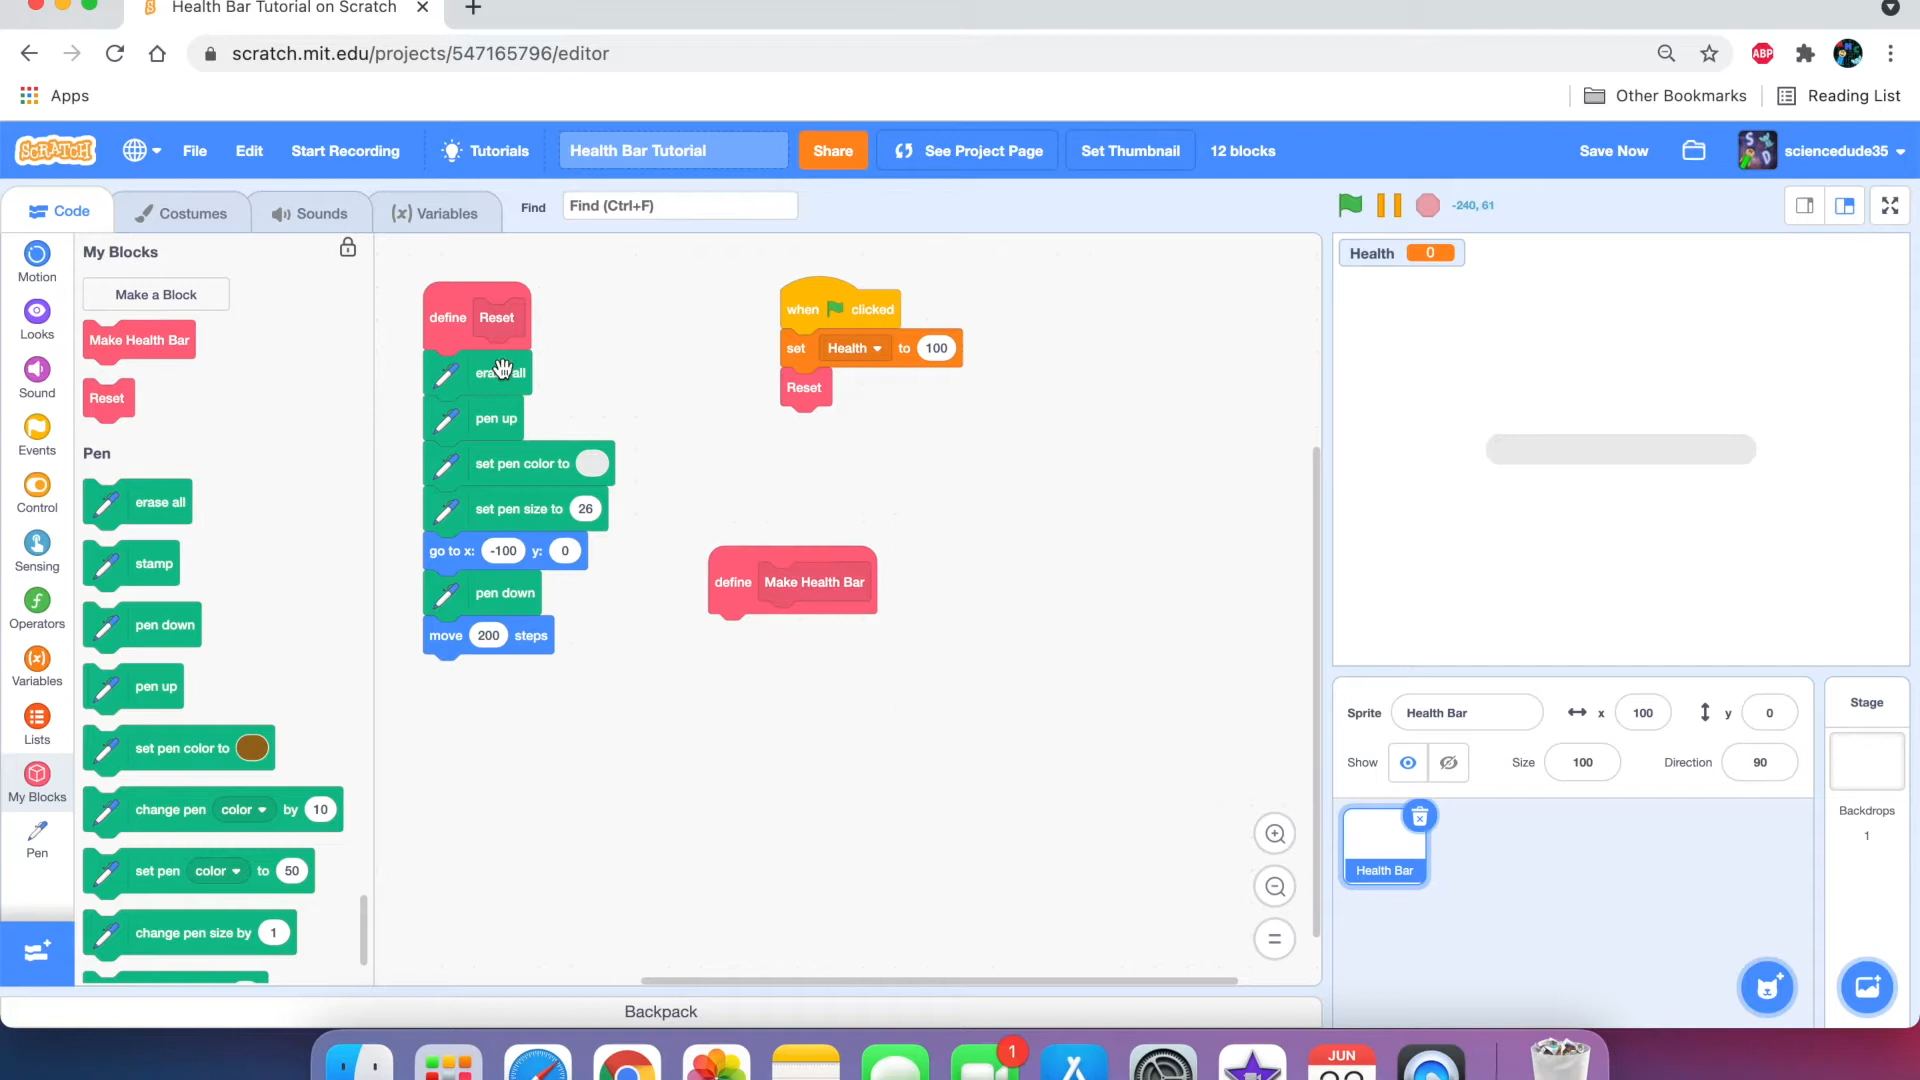 Health Bar Tutorial on Scratch
scratch.mit.edu/projects/547165796/editor
ABP
Apps
Other Bookmarks
Reading List
SCRATCH
File
Edit
Start Recording
Tutorials
Health Bar Tutorial
Share
See Project Page
Set Thumbnail
12 blocks
Save Now
sciencedude35
Code
Costumes
Sounds
(x) Variables
Find
Find (Ctrl+F)
-240, 61
Motion
Looks
Sound
Events
Control
Sensing
Operators
Variables
Lists
My Blocks
Pen
My Blocks
Make a Block
Make Health Bar
Reset
Pen
erase all
stamp
pen down
pen up
set pen color to
change pen color by 10
set pen color to 50
change pen size by 1
define Reset
erase all
pen up
set pen color to
set pen size to 26
go to x: -100 y: 0
pen down
move 200 steps
when clicked
set Health to 100
Reset
define Make Health Bar
Health 0
Sprite Health Bar x 100 y 0
Show Size 100 Direction 90
Health Bar
Stage
Backdrops
1
Backpack
1
JUN